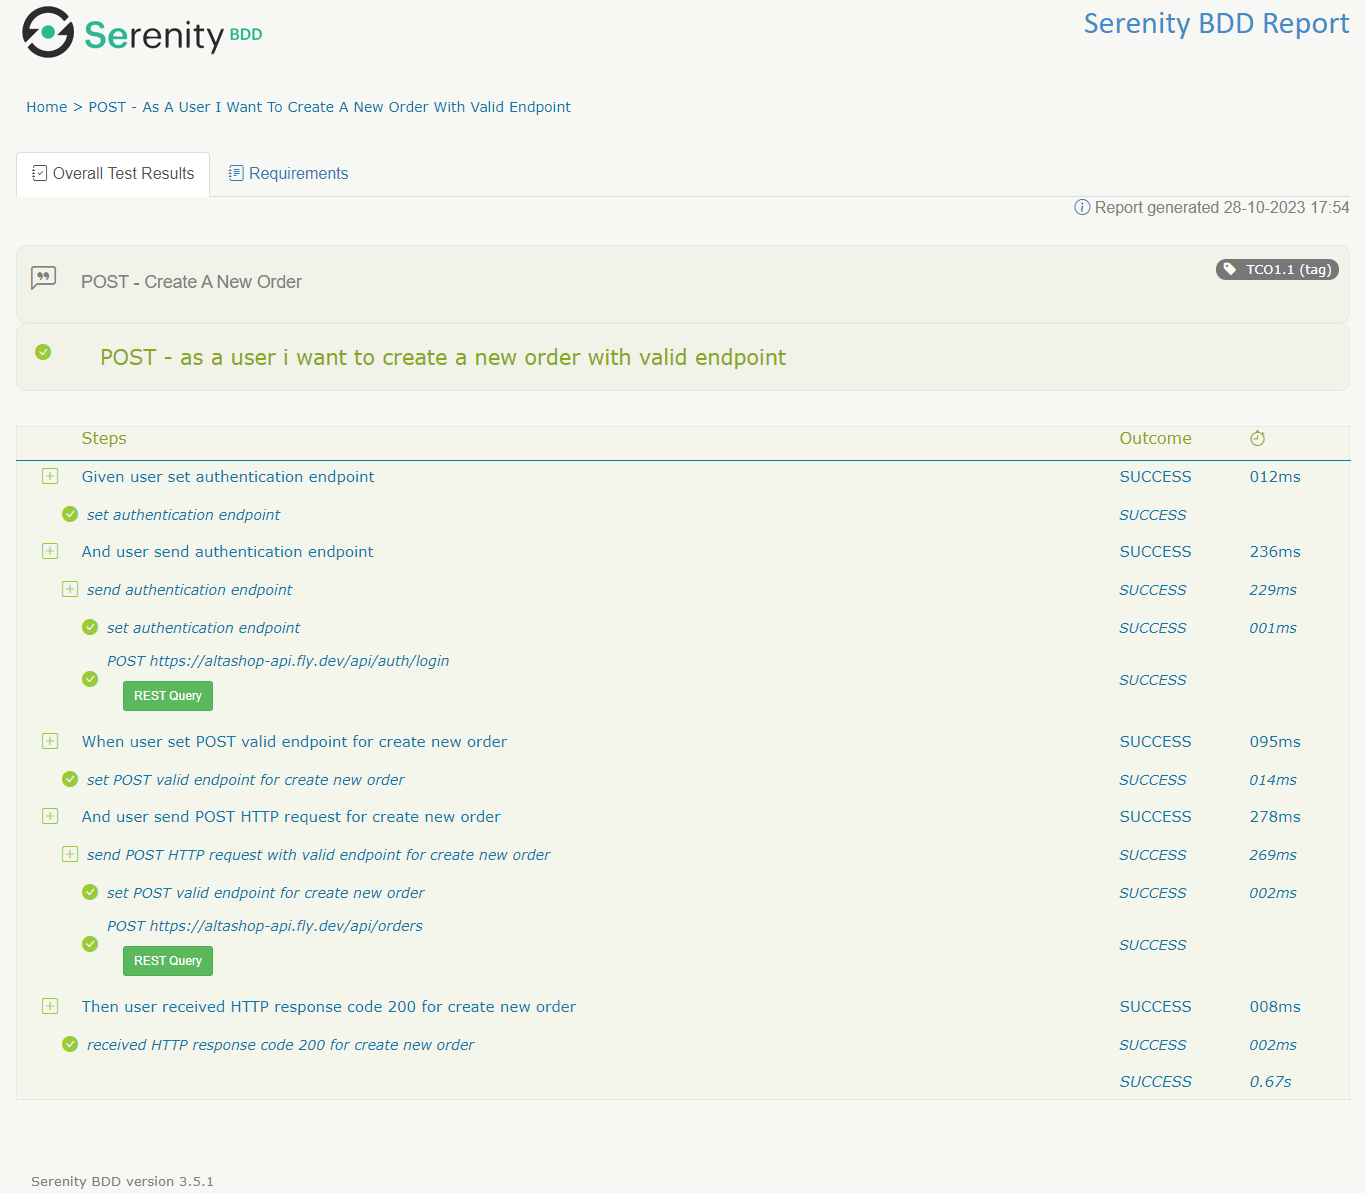 Serenity BDD
Serenity BDD Report
Home > POST - As A User I Want To Create A New Order With Valid Endpoint
Overall Test Results
Requirements
Report generated 28-10-2023 17:54
POST - Create A New Order
TCO1.1 (tag)
POST - as a user i want to create a new order with valid endpoint
Steps Outcome
Given user set authentication endpoint SUCCESS 012ms
set authentication endpoint SUCCESS
And user send authentication endpoint SUCCESS 236ms
send authentication endpoint SUCCESS 229ms
set authentication endpoint SUCCESS 001ms
POST https://altashop-api.fly.dev/api/auth/login
SUCCESS
REST Query
When user set POST valid endpoint for create new order SUCCESS 095ms
set POST valid endpoint for create new order SUCCESS 014ms
And user send POST HTTP request for create new order SUCCESS 278ms
send POST HTTP request with valid endpoint for create new order SUCCESS 269ms
set POST valid endpoint for create new order SUCCESS 002ms
POST https://altashop-api.fly.dev/api/orders
SUCCESS
REST Query
Then user received HTTP response code 200 for create new order SUCCESS 008ms
received HTTP response code 200 for create new order SUCCESS 002ms
SUCCESS 0.67s
Serenity BDD version 3.5.1